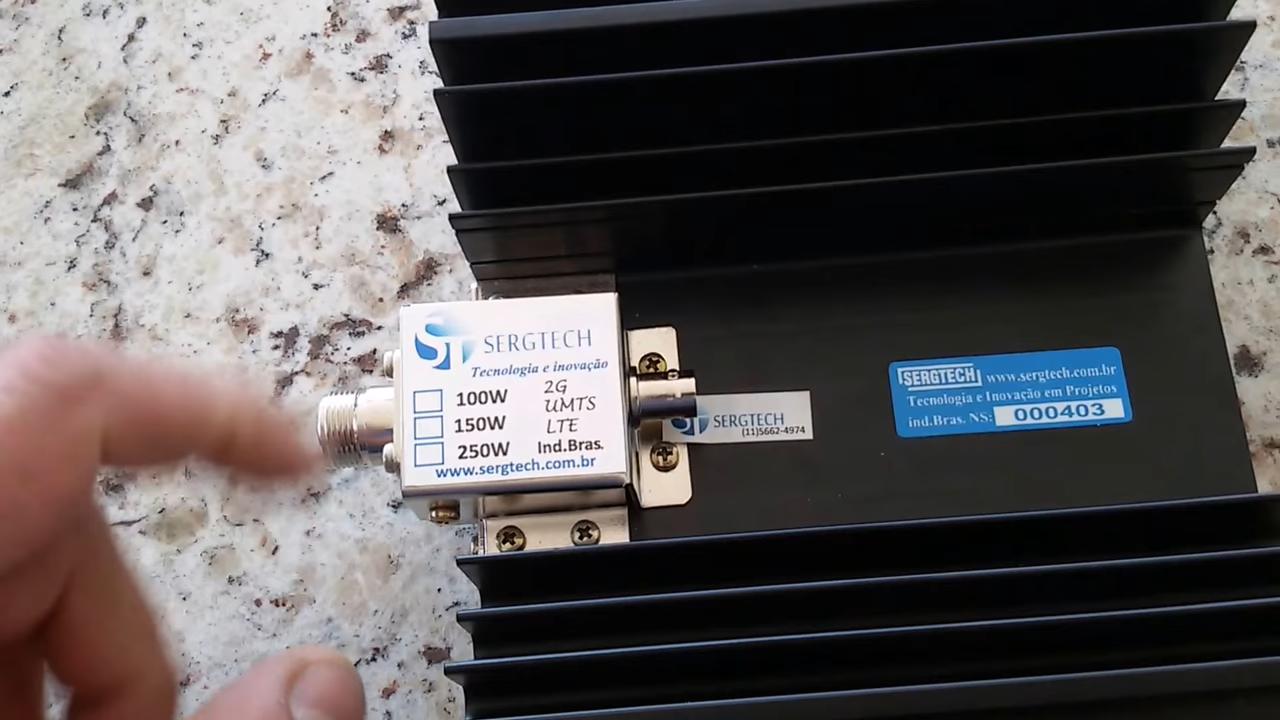 ST SERGTECH
Tecnologia e inovação
100W 2G
UMTS
150W LTE
250W Ind.Bras.
www.sergtech.com.br
SERGTECH
(11)5662-4974
SERGTECH www.sergtech.com.br
Tecnologia e Inovação em Projetos
ind.Bras. NS: 000403